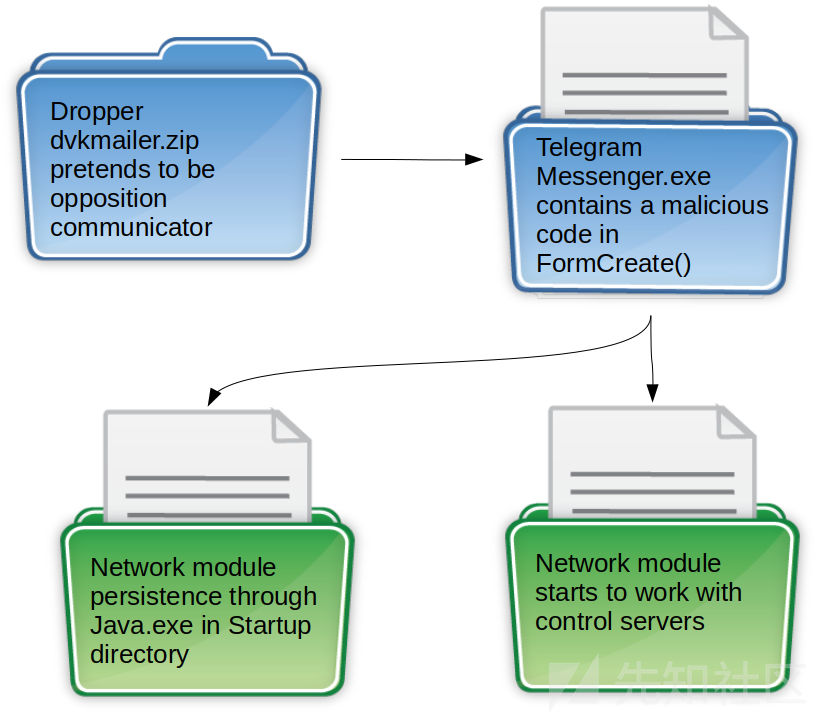 Dropper
dvkmailer.zip
pretends to be
opposition
communicator
Telegram
Messenger.exe
contains a malicious
code in
FormCreate()
Network module
persistence through
Java.exe in Startup
directory
Network module
starts to work with
control servers
先知社区